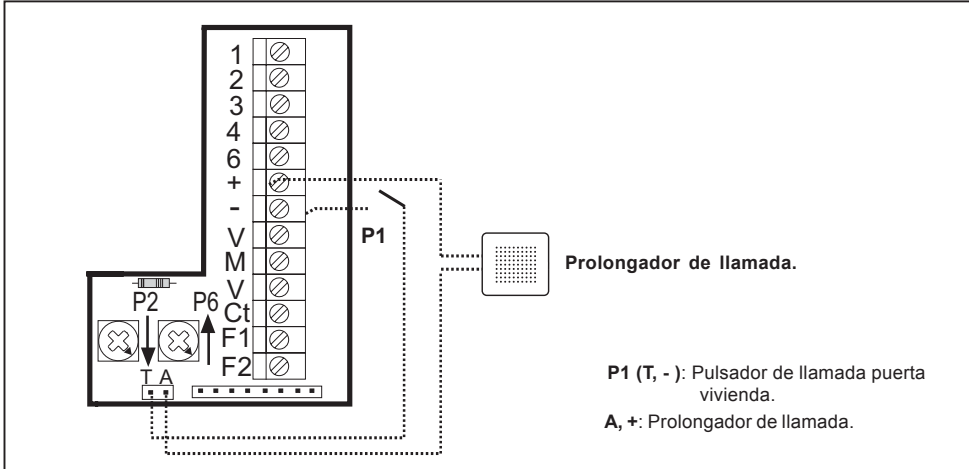 1
2
3
4
6
+
-
V
M
V
Ct
F1
F2
P2
P6
T A
P1
Prolongador de llamada.
P1 (T, - ): Pulsador de llamada puerta
vivienda.
A, +: Prolongador de llamada.